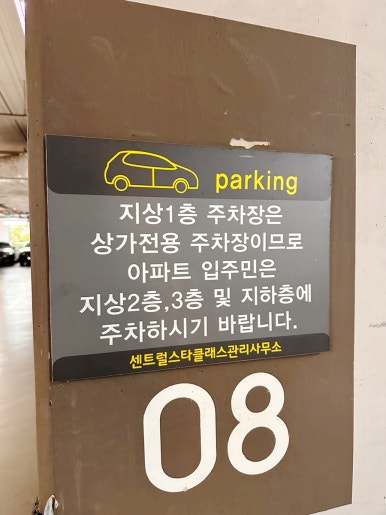 parking
지상1층 주차장은
상가전용 주차장이므로
아파트 입주민은
지상2층,3층 및 지하층에
주차하시기 바랍니다.
센트럴스타클래스관리사무소
08